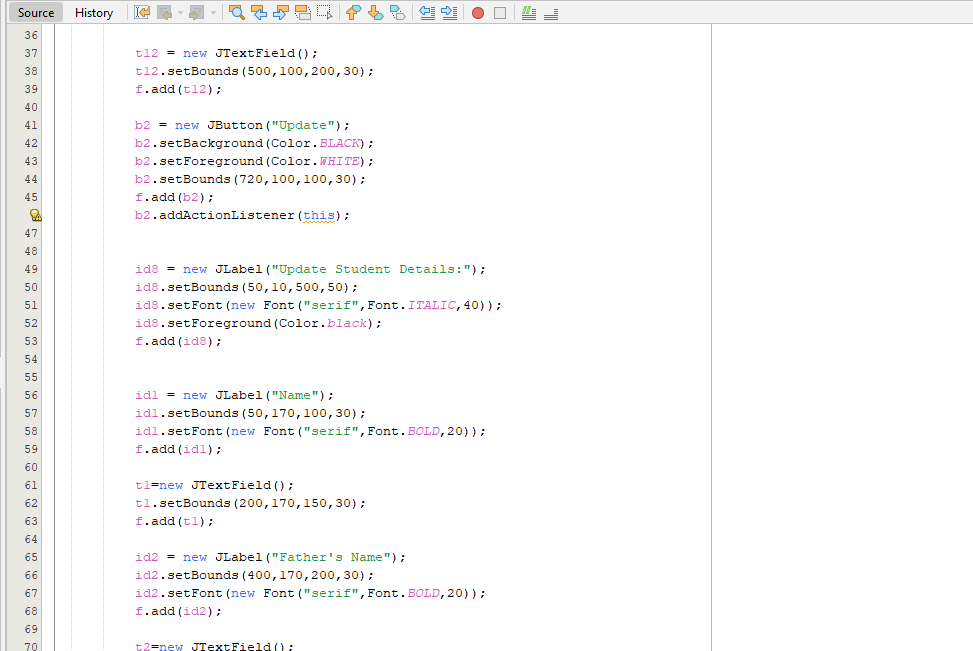 Source History
36
37 t12 = new JTextField();
38 t12.setBounds(500,100,200,30);
39 f.add(t12);
40
41 b2 = new JButton("Update");
42 b2.setBackground(Color.BLACK);
43 b2.setForeground(Color.WHITE);
44 b2.setBounds(720,100,100,30);
45 f.add(b2);
b2.addActionListener(this);
47
48
49 id8 = new JLabel("Update Student Details:");
50 id8.setBounds(50,10,500,50);
51 id8.setFont(new Font("serif",Font.ITALIC,40));
52 id8.setForeground(Color.black);
53 f.add(id8);
54
55
56 id1 = new JLabel("Name");
57 id1.setBounds(50,170,100,30);
58 id1.setFont(new Font("serif",Font.BOLD,20));
59 f.add(id1);
60
61 t1=new JTextField();
62 t1.setBounds(200,170,150,30);
63 f.add(t1);
64
65 id2 = new JLabel("Father's Name");
66 id2.setBounds(400,170,200,30);
67 id2.setFont(new Font("serif",Font.BOLD,20));
68 f.add(id2);
69
70 t2=new JTextField();